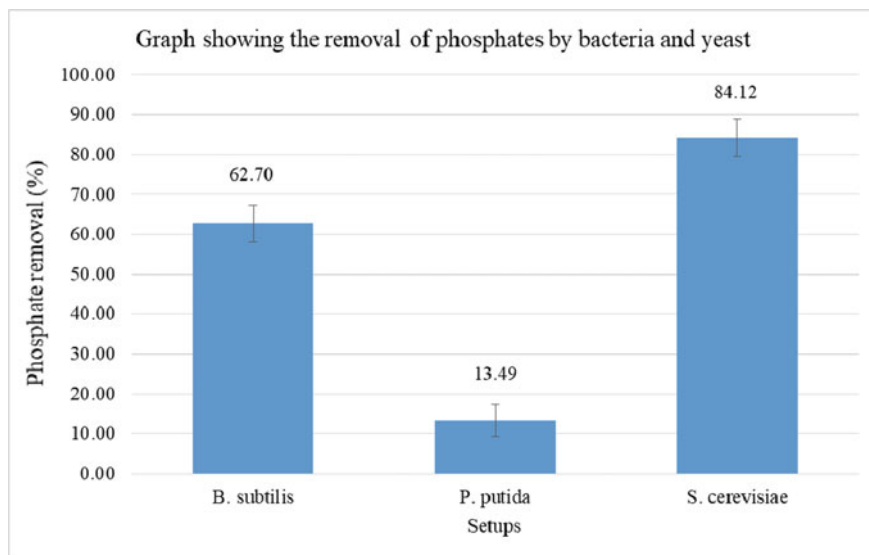 Graph showing the removal of phosphates by bacteria and yeast
Phosphate removal (%)
100.00
90.00
80.00
70.00
60.00
50.00
40.00
30.00
20.00
10.00
0.00
62.70
13.49
84.12
B. subtilis
P. putida
S. cerevisiae
Setups